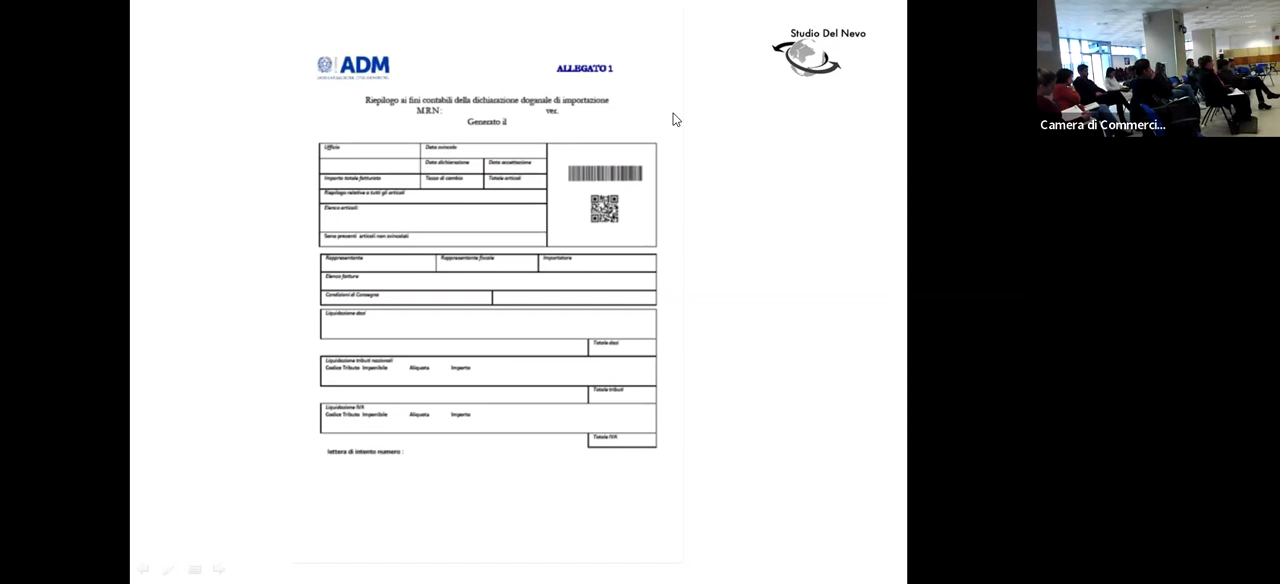 Studio Del Nevo
ADM
ALLEGATO 1
Riepilogo ai fini contabili della dichiarazione doganale di importazione
MRN: ver.
Generato il
Ufficio
Data svincolo
Data dichiarazione
Data accettazione
Importo totale fatturato
Tasso di cambio
Totale articoli
Riepilogo relativo a tutti gli articoli
Elenco articoli:
Sono presenti articoli non svincolati
Rappresentante
Rappresentante fiscale
Importatore
Elenco fatture
Condizioni di Consegna
Liquidazione dazi
Totale dazi
Liquidazione tributi nazionali
Codice Tributo Imponibile Aliquota Importo
Totale tributi
Liquidazione IVA
Codice Tributo Imponibile Aliquota Importo
Totale IVA
lettera di intento numero :
Camera di Commerci...